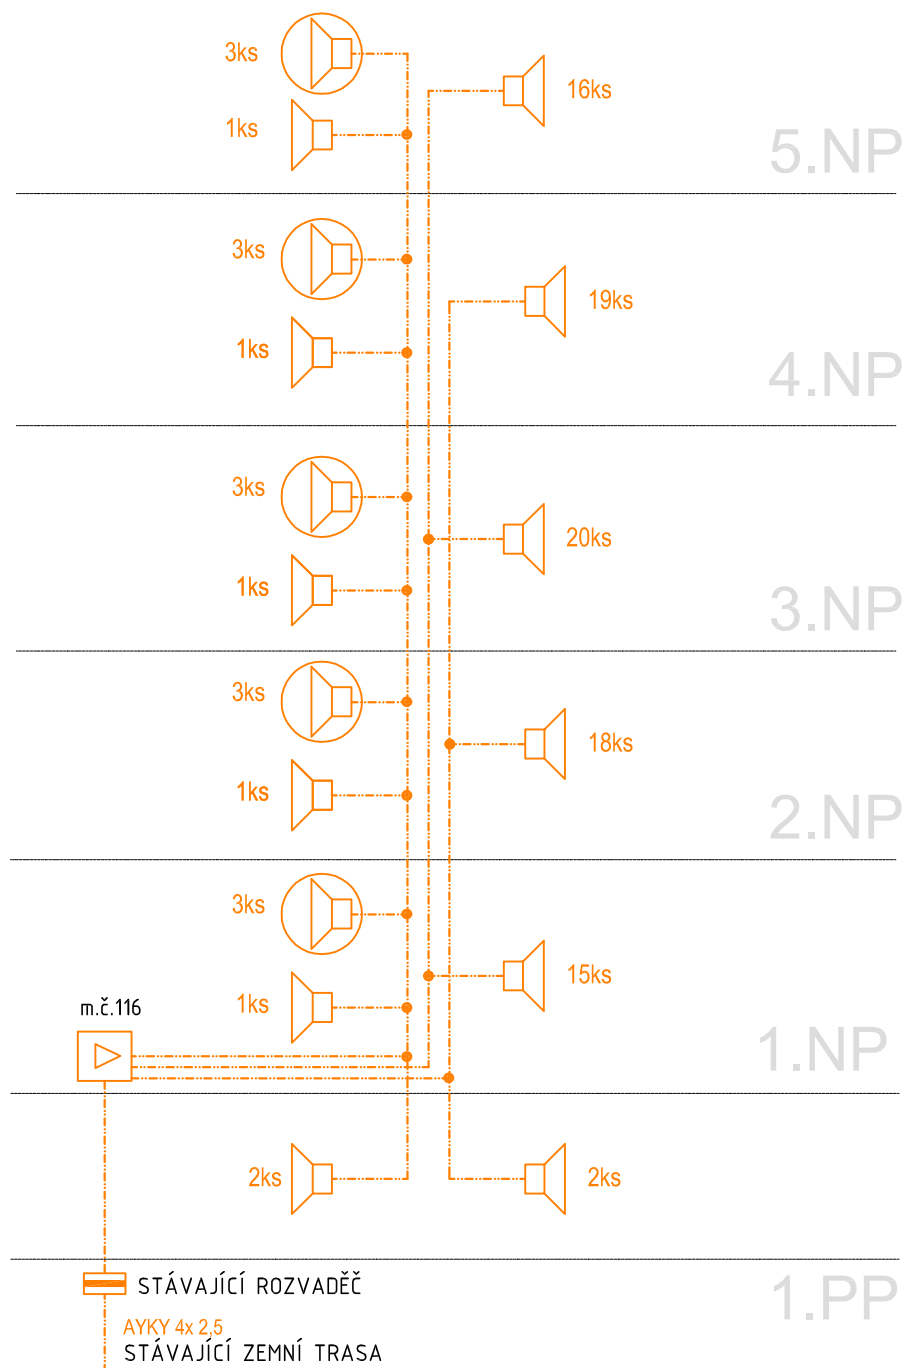 3ks
16ks
1ks
5.NP
3ks
19ks
1ks
4.NP
3ks
20ks
1ks
3.NP
3ks
18ks
1ks
2.NP
3ks
15ks
1ks
m.č.116
1.NP
2ks
2ks
STÁVAJÍCÍ ROZVADĚČ
1.PP
AYKY 4x 2,5
STÁVAJÍCÍ ZEMNÍ TRASA